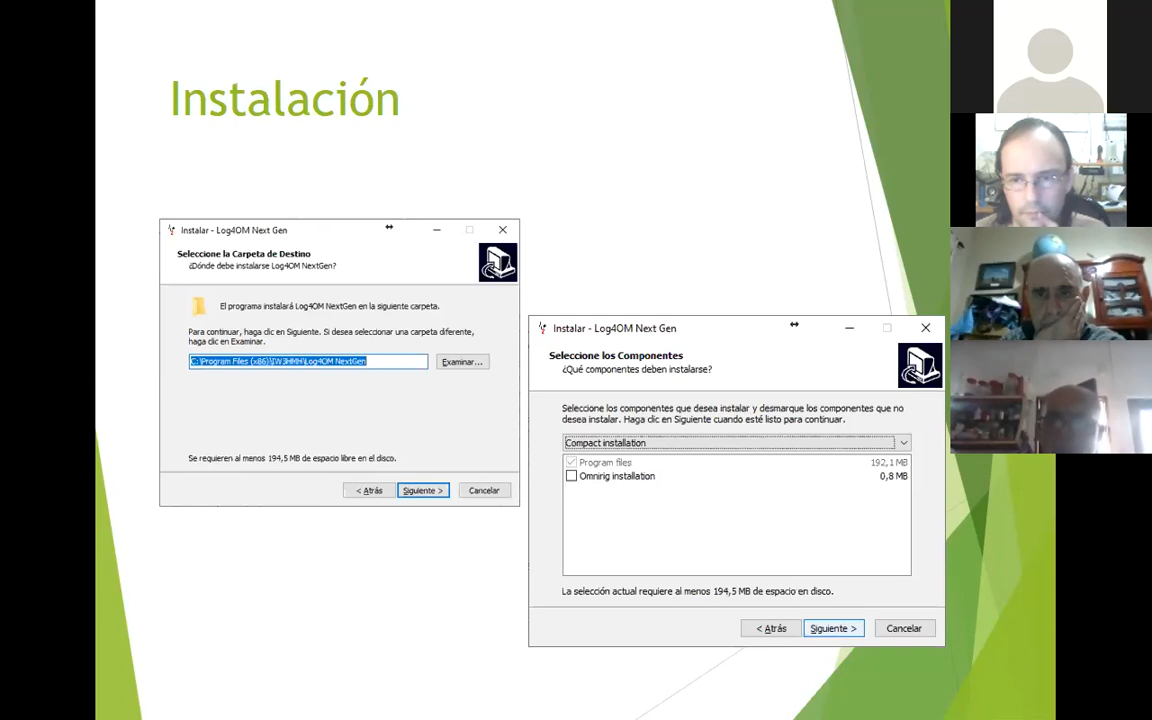 Instalación
Instalar - Log4OM Next Gen
Seleccione la Carpeta de Destino
¿Dónde debe instalarse Log4OM NextGen?
El programa instalará Log4OM NextGen en la siguiente carpeta.
Para continuar, haga clic en Siguiente. Si desea seleccionar una carpeta diferente,
haga clic en Examinar.
C:\Program Files (x86)\IW3HMH\Log4OM NextGen
Examinar...
Se requieren al menos 194,5 MB de espacio libre en el disco.
< Atrás
Siguiente >
Cancelar
Instalar - Log4OM Next Gen
Seleccione los Componentes
¿Qué componentes deben instalarse?
Seleccione los componentes que desea instalar y desmarque los componentes que no
desea instalar. Haga clic en Siguiente cuando esté listo para continuar.
Compact installation
Program files 192,1 MB
Omnirig installation 0,8 MB
La selección actual requiere al menos 194,5 MB de espacio en disco.
< Atrás
Siguiente >
Cancelar